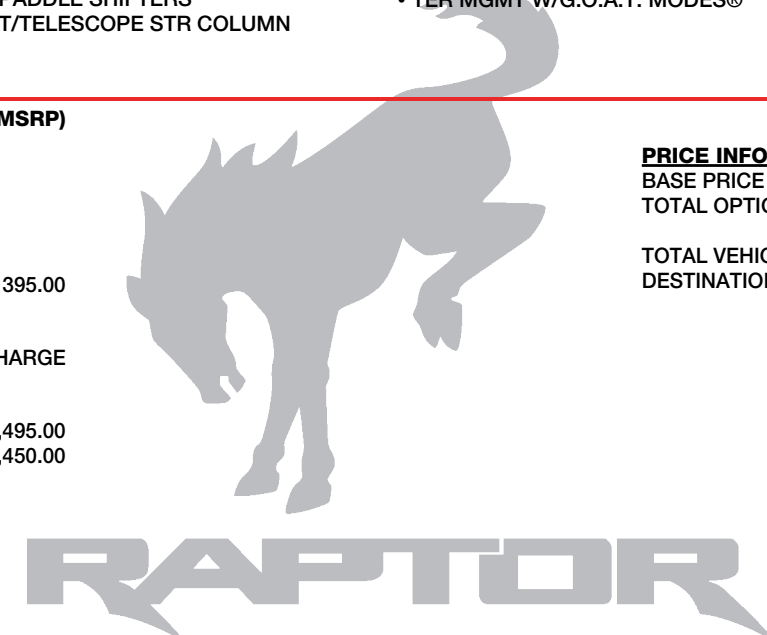 PADDLE SHIFTERS
T/TELESCOPE STR COLUMN
• TER MGMT W/G.O.A.T. MODES®
MSRP)
395.00
HARGE
,495.00
,450.00
PRICE INFO
BASE PRICE
TOTAL OPTIO
TOTAL VEHIC
DESTINATION
RAPTOR